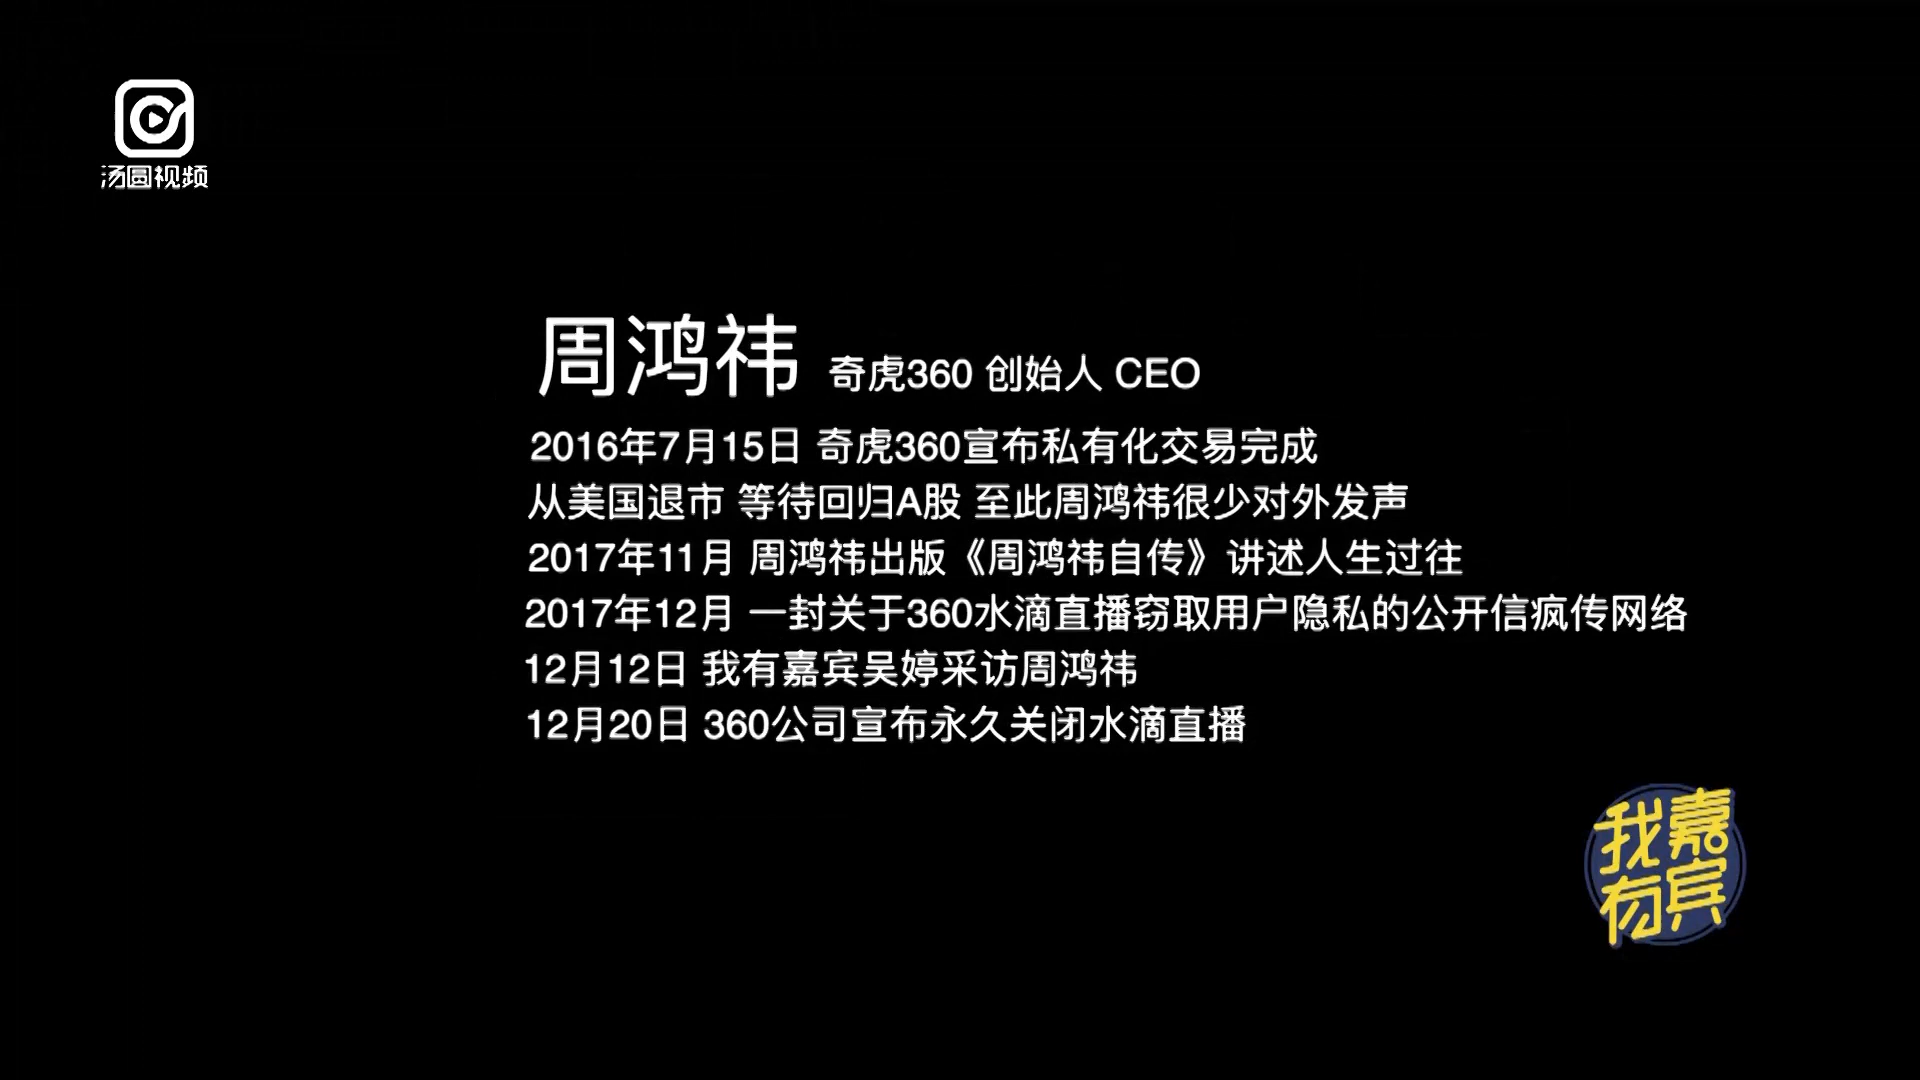 汤圆视频
周鸿祎 奇虎360 创始人 CEO
2016年7月15日 奇虎360宣布私有化交易完成
从美国退市 等待回归A股 至此周鸿祎很少对外发声
2017年11月 周鸿祎出版《周鸿祎自传》讲述人生过往
2017年12月 一封关于360水滴直播窃取用户隐私的公开信疯传网络
12月12日 我有嘉宾吴婷采访周鸿祎
12月20日 360公司宣布永久关闭水滴直播
我有嘉宾